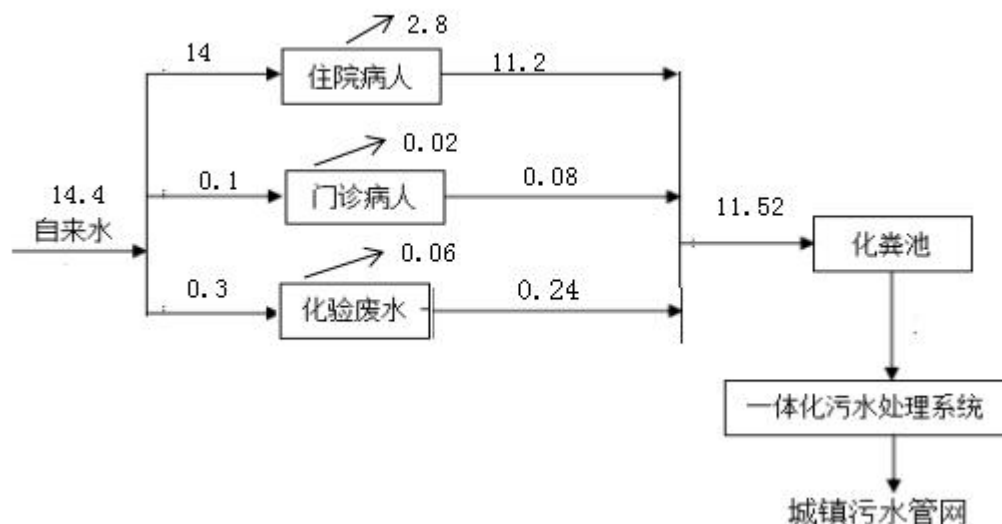 2.8
14
住院病人
11.2
0.02
14.4
0.1
门诊病人
0.08
11.52
自来水
0.06
化粪池
0.3
化验废水
0.24
一体化污水处理系统
城镇污水管网